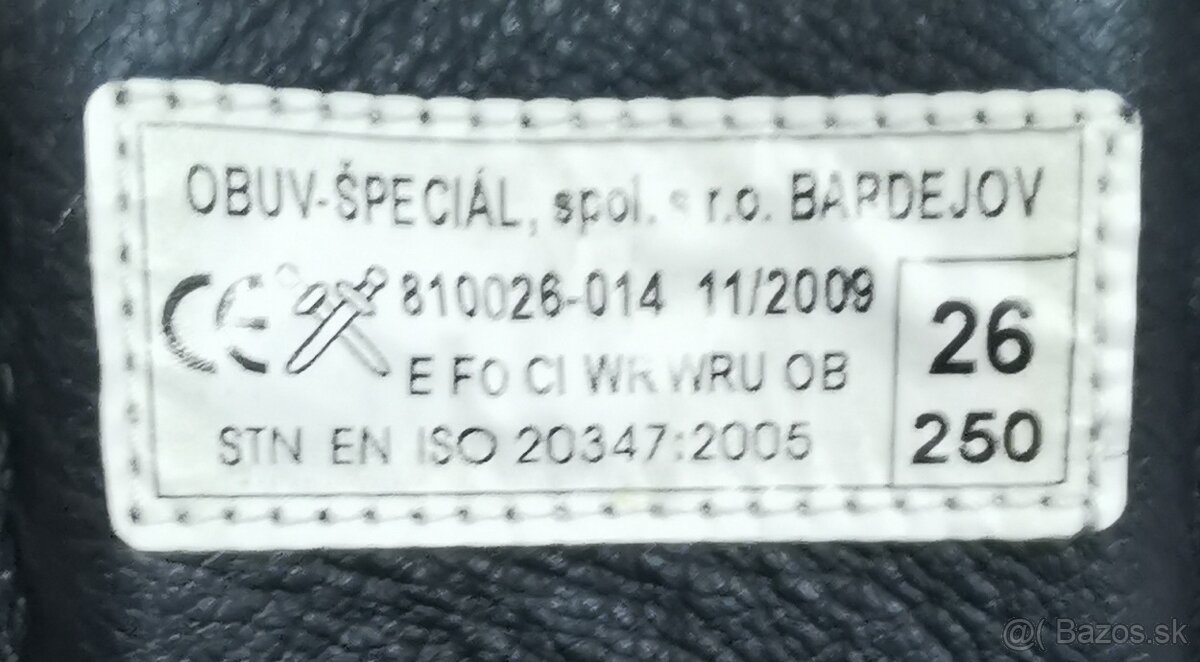 OBUV-ŠPECIÁL, spol. s r.o. BARDEJOV
CE 810026-014 11/2009
E FO CI WR WRU OB
STN EN ISO 20347:2005
26
250
@( Bazos.sk